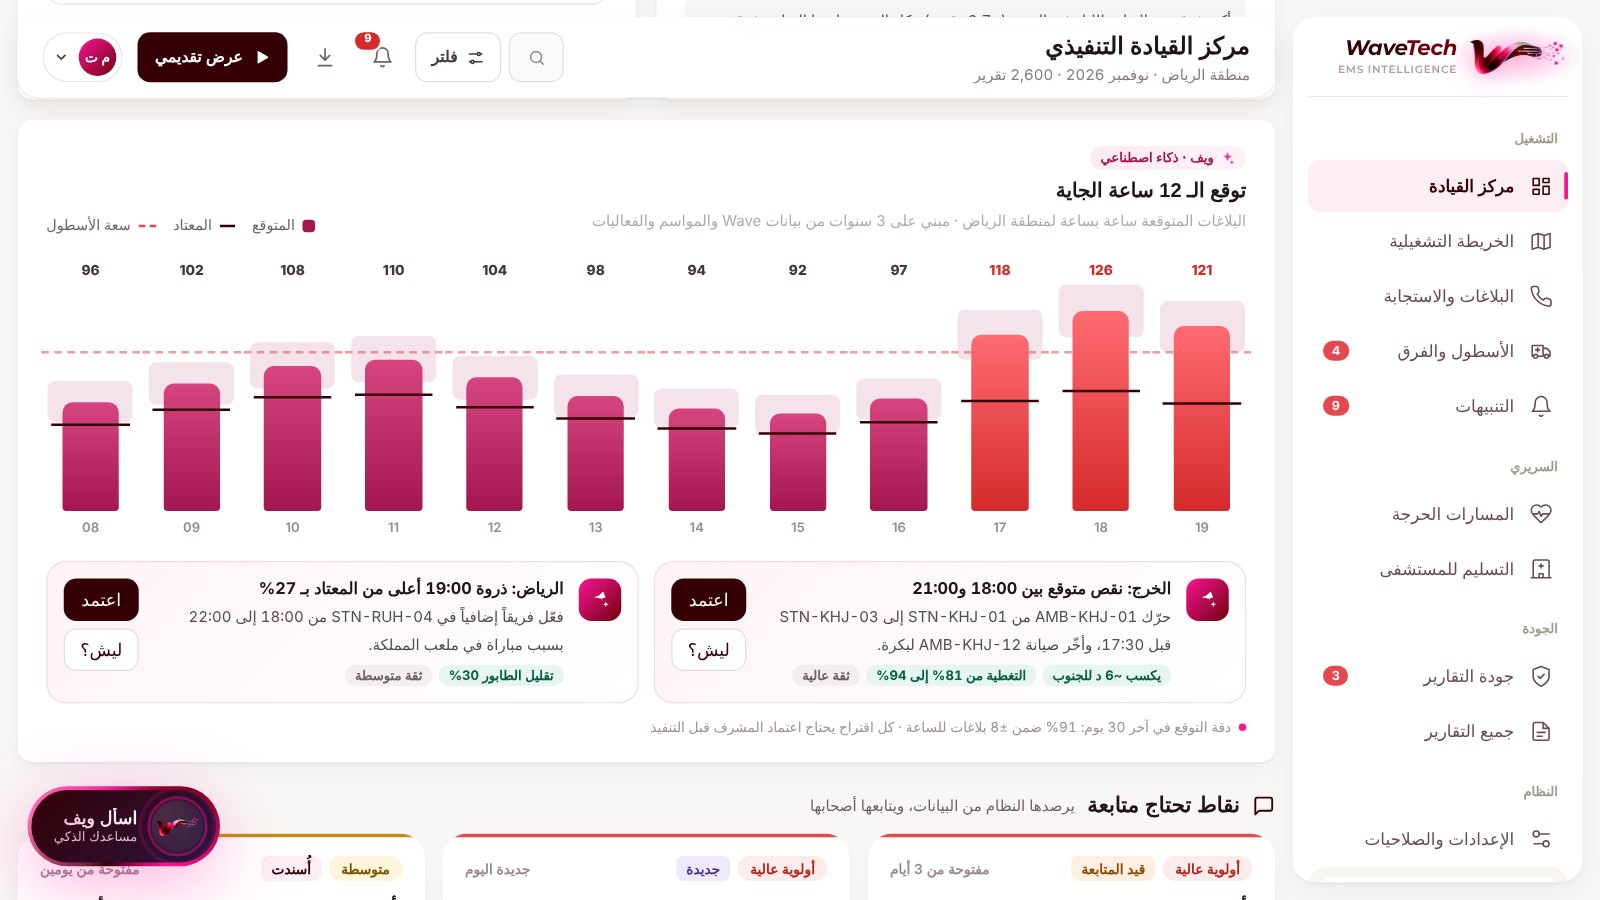 WaveTech
EMS INTELLIGENCE
التشغيل
مركز القيادة
الخريطة التشغيلية
البلاغات والاستجابة
الأسطول والفرق
4
التنبيهات
9
السريري
المسارات الحرجة
التسليم للمستشفى
الجودة
جودة التقارير
3
جميع التقارير
النظام
الإعدادات والصلاحيات
مركز القيادة التنفيذي
منطقة الرياض · نوفمبر 2026 · 2,600 تقرير
فلتر
9
عرض تقديمي
م ت
ويف · ذكاء اصطناعي
توقع الـ 12 ساعة الجاية
البلاغات المتوقعة ساعة بساعة لمنطقة الرياض · مبني على 3 سنوات من بيانات Wave والمواسم والفعاليات
المتوقع
المعتاد
سعة الأسطول
96 102 108 110 104 98 94 92 97 118 126 121
08 09 10 11 12 13 14 15 16 17 18 19
الخرج: نقص متوقع بين 18:00 و21:00
حرّك AMB-KHJ-01 من STN-KHJ-01 إلى STN-KHJ-03
قبل 17:30، وأخّر صيانة AMB-KHJ-12 لبكرة.
يكسب ~6 د للجنوب
التغطية من 81% إلى 94%
ثقة عالية
اعتمد
ليش؟
الرياض: ذروة 19:00 أعلى من المعتاد بـ 27%
فعّل فريقاً إضافياً في STN-RUH-04 من 18:00 إلى 22:00
بسبب مباراة في ملعب المملكة.
تقليل الطابور 30%
ثقة متوسطة
اعتمد
ليش؟
دقة التوقع في آخر 30 يوم: 91% ضمن ±8 بلاغات للساعة · كل اقتراح يحتاج اعتماد المشرف قبل التنفيذ
نقاط تحتاج متابعة
يرصدها النظام من البيانات، ويتابعها أصحابها
أولوية عالية
قيد المتابعة
مفتوحة من 3 أيام
أولوية عالية
جديدة
جديدة اليوم
متوسطة
أُسندت
مفتوحة من يومين
اسأل ويف
مساعدك الذكي